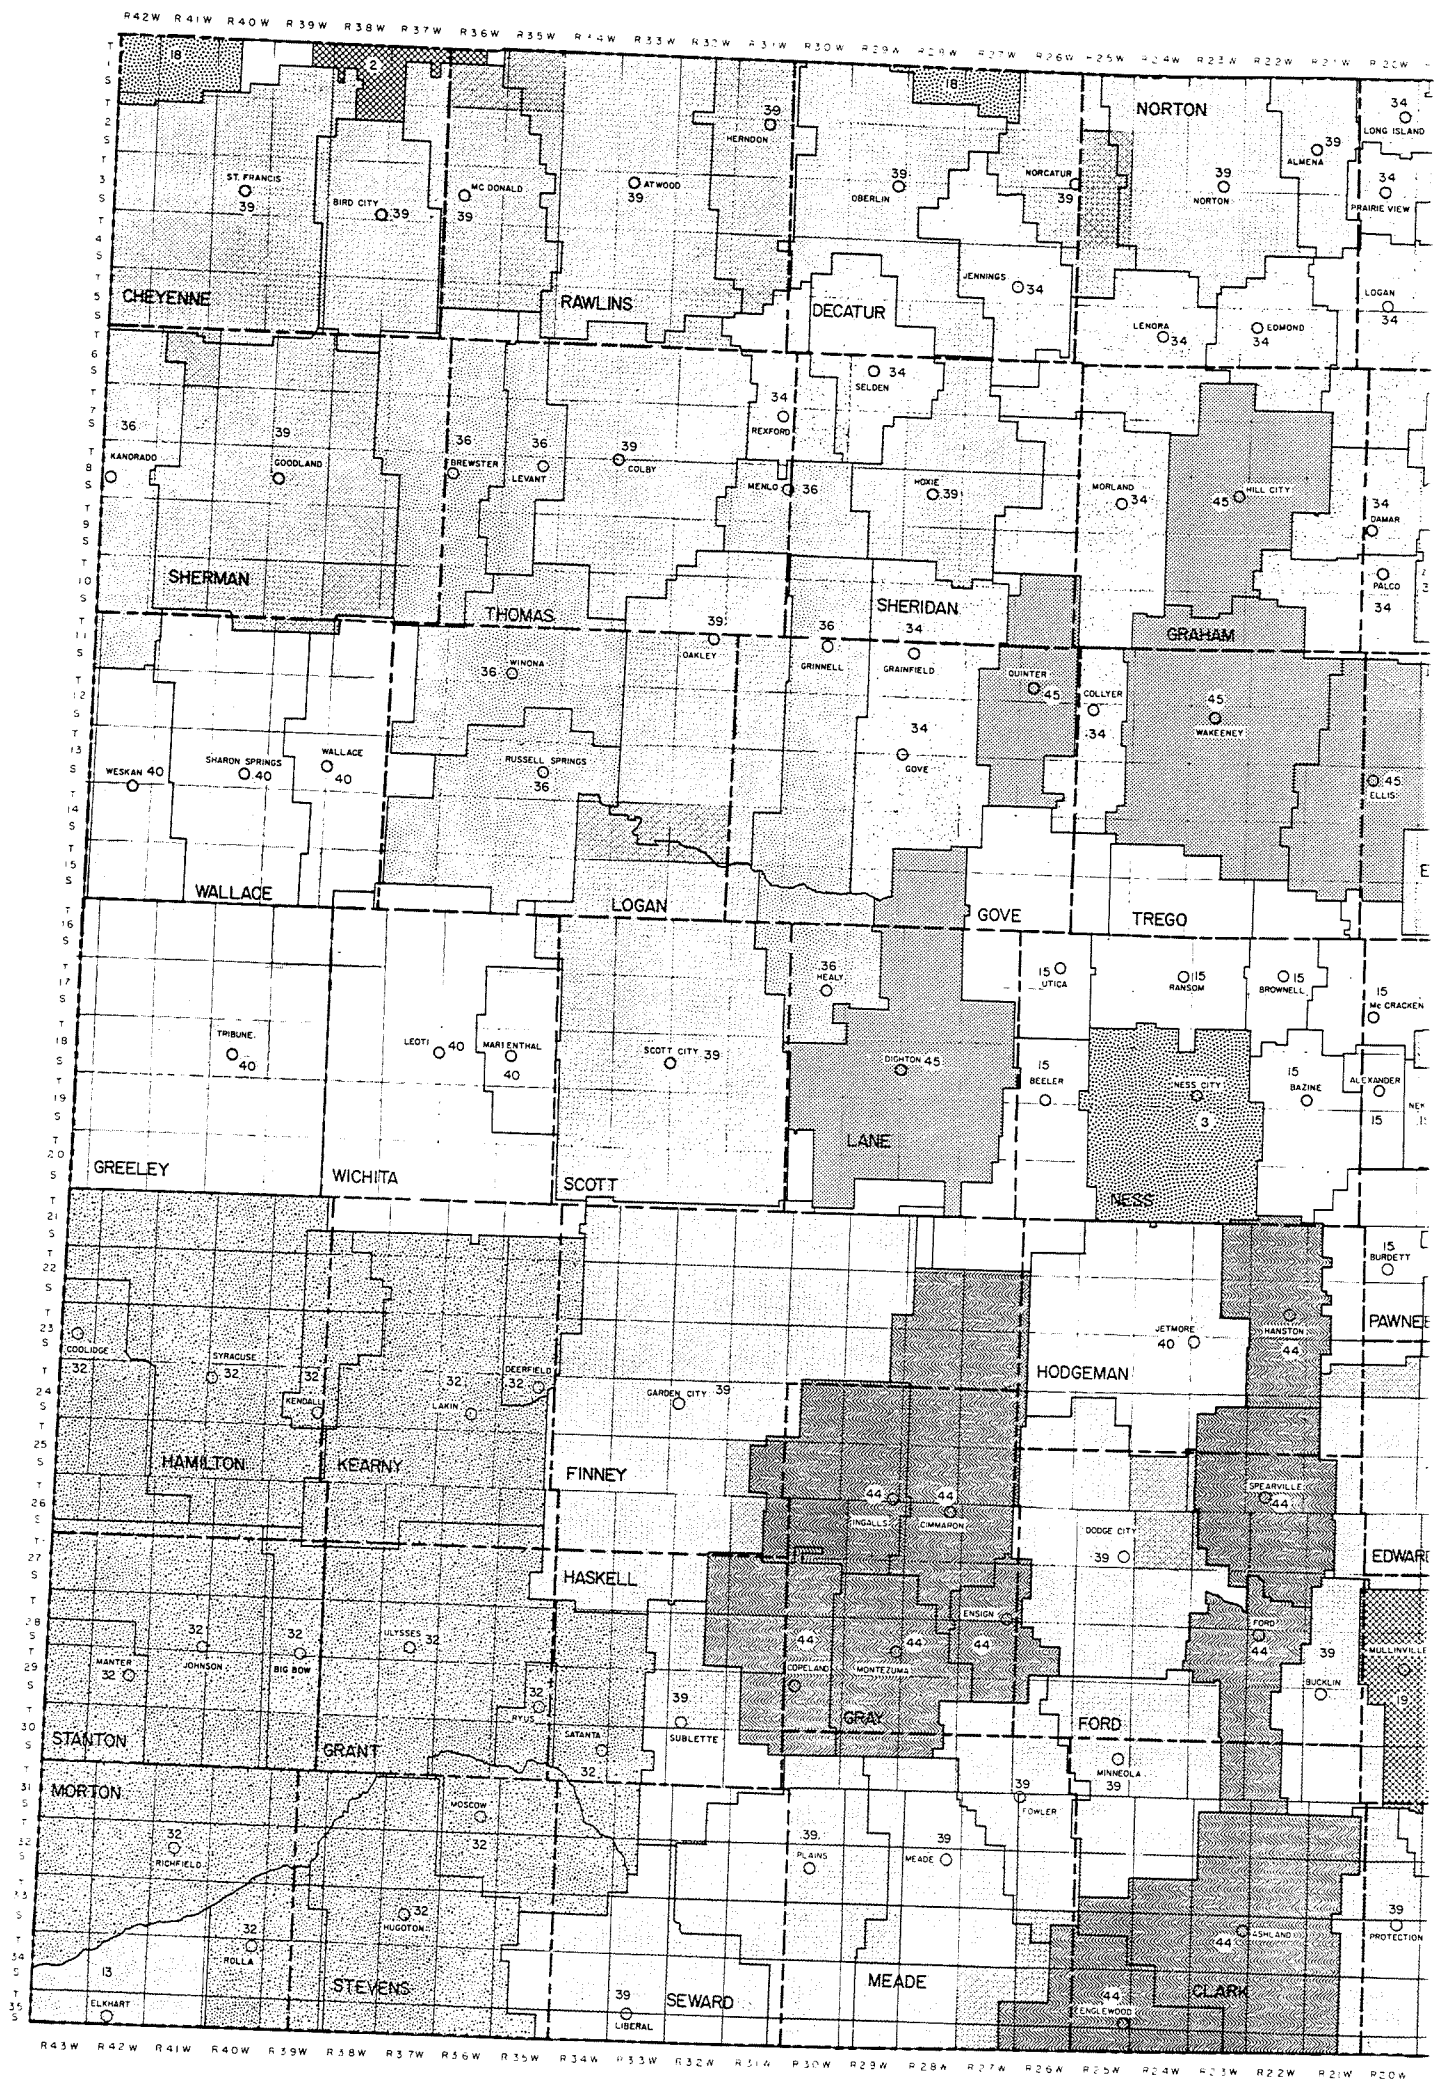 R42W R41W R40W R39W R38W R37W R36W R35W R34W R33W R32W R31W R30W R29W R28W R27W R26W R25W R24W R23W R22W R21W R20W
18
2
18
NORTON
34
LONG ISLAND
39
HERNDON
39
ALMENA
ST. FRANCIS
39
BIRD CITY
39
MC DONALD
39
ATWOOD
39
39
OBERLIN
NORCATUR
39
39
NORTON
34
PRAIRIE VIEW
CHEYENNE
RAWLINS
DECATUR
JENNINGS
34
LENORA
34
EDMOND
34
LOGAN
34
36
KANORADO
39
GOODLAND
36
BREWSTER
36
LEVANT
39
COLBY
34
REXFORD
34
SELDEN
MENLO
36
HOXIE
39
MORLAND
34
HILL CITY
45
34
DAMAR
PALCO
34
SHERMAN
THOMAS
SHERIDAN
GRAHAM
39
OAKLEY
36
GRINNELL
34
GRAINFIELD
WINONA
36
QUINTER
45
COLLYER
34
45
WAKEENEY
34
GOVE
45
ELLIS
WESKAN 40
SHARON SPRINGS
40
WALLACE
40
RUSSELL SPRINGS
36
WALLACE
LOGAN
GOVE
TREGO
E
36
HEALY
15
UTICA
15
RANSOM
15
BROWNELL
15
Mc CRACKEN
TRIBUNE
40
LEOTI 40
MARIENTHAL
40
SCOTT CITY 39
DIGHTON 45
15
BEELER
NESS CITY
3
15
BAZINE
ALEXANDER
15
GREELEY
WICHITA
SCOTT
LANE
NESS
15
BURDETT
COOLIDGE
32
SYRACUSE
32
32
KENDALL
32
LAKIN
DEERFIELD
32
GARDEN CITY 39
JETMORE
40
HANSTON
44
PAWNEE
HODGEMAN
HAMILTON
KEARNY
FINNEY
44
INGALLS
44
CIMMARON
SPEARVILLE
44
DODGE CITY
39
EDWARD
HASKELL
MANTER
32
32
JOHNSON
32
BIG BOW
ULYSSES
32
ENSIGN
44
44
COPELAND
44
MONTEZUMA
FORD
44
39
BUCKLIN
MULLINVILLE
19
32
RYUS
SATANTA
32
39
SUBLETTE
STANTON
GRANT
GRAY
FORD
MINNEOLA
39
MORTON
MOSCOW
32
32
RICHFIELD
39
PLAINS
39
MEADE
39
FOWLER
32
HUGOTON
32
ROLLA
44
ASHLAND
39
PROTECTION
13
ELKHART
STEVENS
39
LIBERAL
SEWARD
MEADE
44
ENGLEWOOD
CLARK
R43W R42W R41W R40W R39W R38W R37W R36W R35W R34W R33W R32W R31W R30W R29W R28W R27W R26W R25W R24W R23W R22W R21W R20W